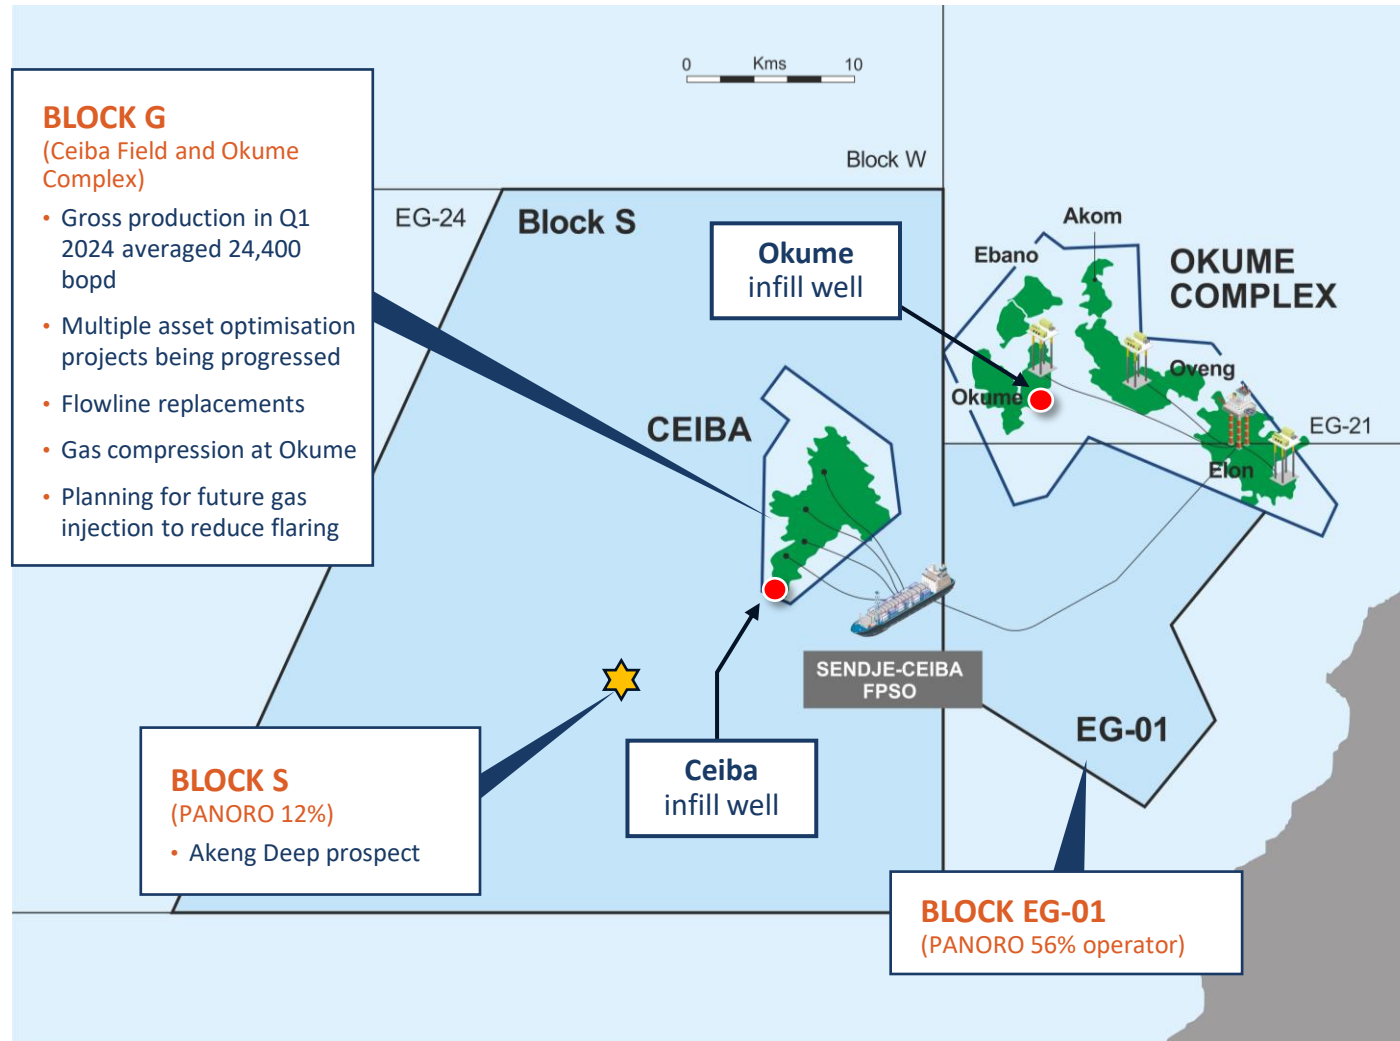 0 Kms 10
BLOCK G
(Ceiba Field and Okume
Complex)
• Gross production in Q1
2024 averaged 24,400
bopd
• Multiple asset optimisation
projects being progressed
• Flowline replacements
• Gas compression at Okume
• Planning for future gas
injection to reduce flaring
Block W
EG-24
Block S
Okume
infill well
Akom
Ebano
OKUME
COMPLEX
Oveng
Okume
EG-21
Elon
CEIBA
SENDJE-CEIBA
FPSO
EG-01
BLOCK S
(PANORO 12%)
• Akeng Deep prospect
Ceiba
infill well
BLOCK EG-01
(PANORO 56% operator)